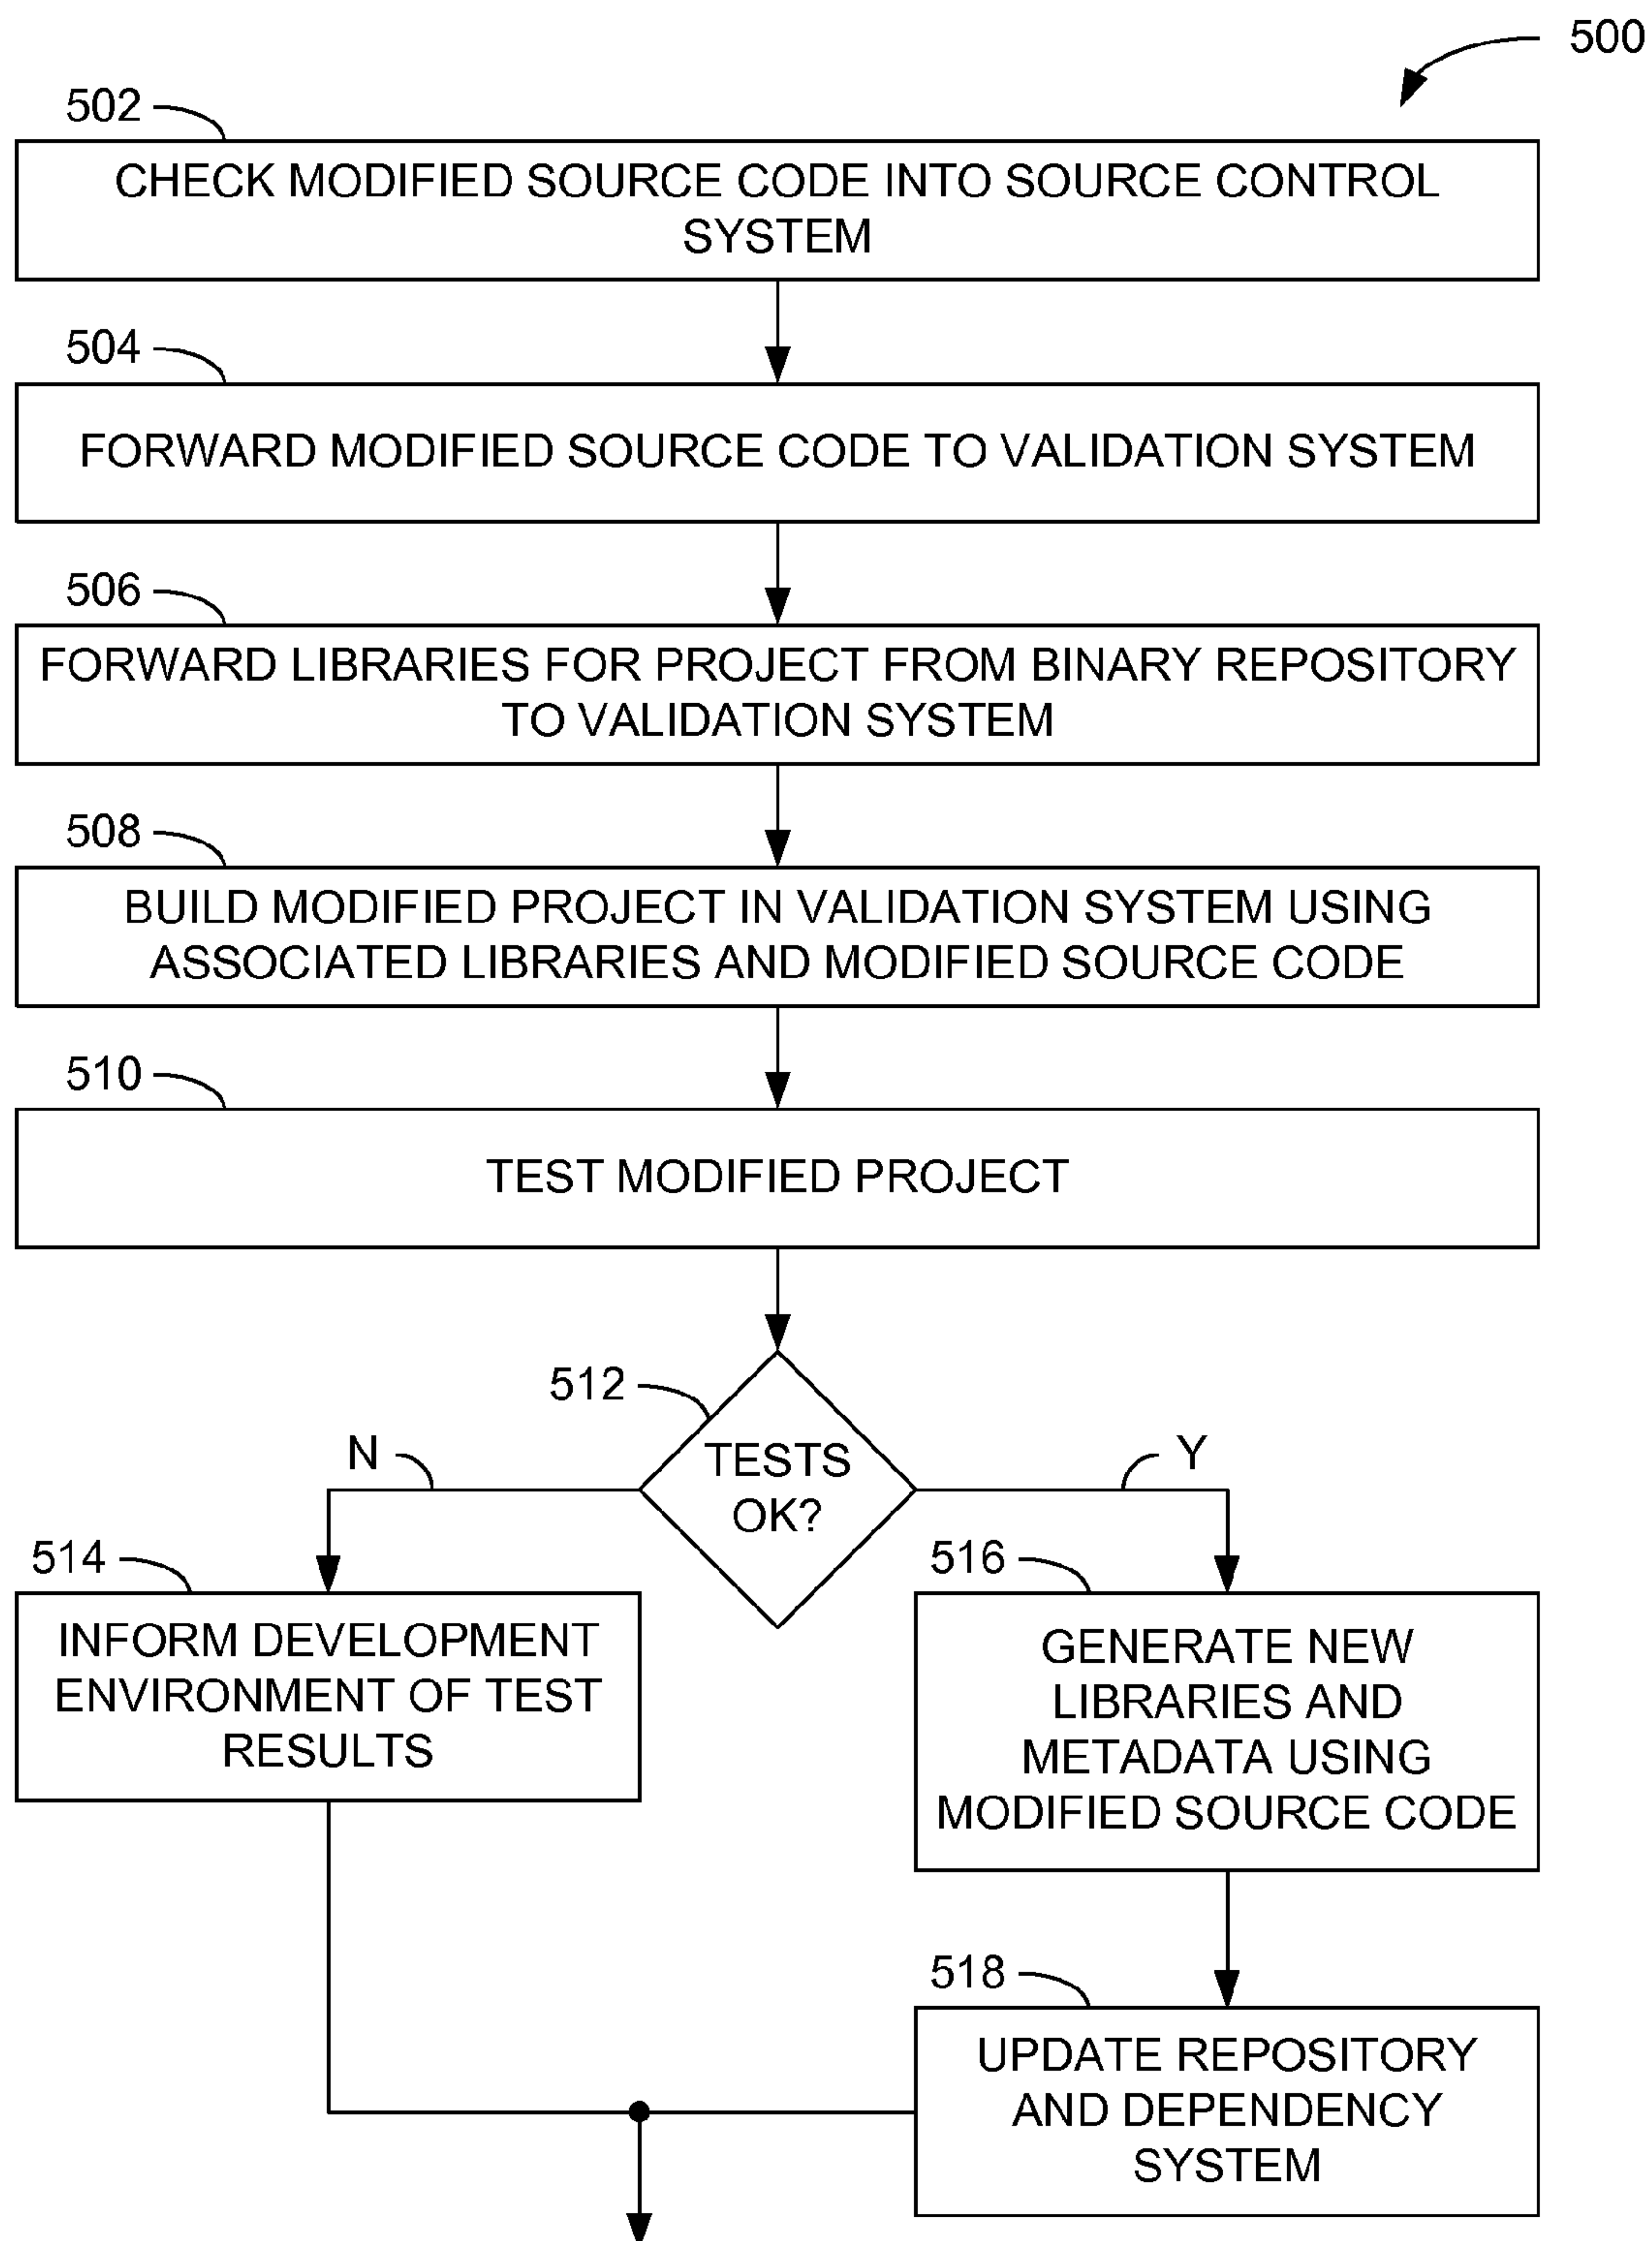 500
502
CHECK MODIFIED SOURCE CODE INTO SOURCE CONTROL
SYSTEM
504
FORWARD MODIFIED SOURCE CODE TO VALIDATION SYSTEM
506
FORWARD LIBRARIES FOR PROJECT FROM BINARY REPOSITORY
TO VALIDATION SYSTEM
508
BUILD MODIFIED PROJECT IN VALIDATION SYSTEM USING
ASSOCIATED LIBRARIES AND MODIFIED SOURCE CODE
510
TEST MODIFIED PROJECT
512
TESTS
OK?
N
Y
514
INFORM DEVELOPMENT
ENVIRONMENT OF TEST
RESULTS
516
GENERATE NEW
LIBRARIES AND
METADATA USING
MODIFIED SOURCE CODE
518
UPDATE REPOSITORY
AND DEPENDENCY
SYSTEM